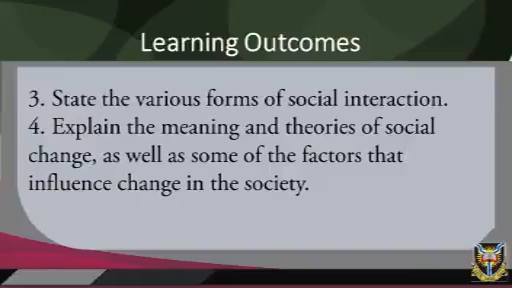 Learning Outcomes
3. State the various forms of social interaction.
4. Explain the meaning and theories of social
change, as well as some of the factors that
influence change in the society.